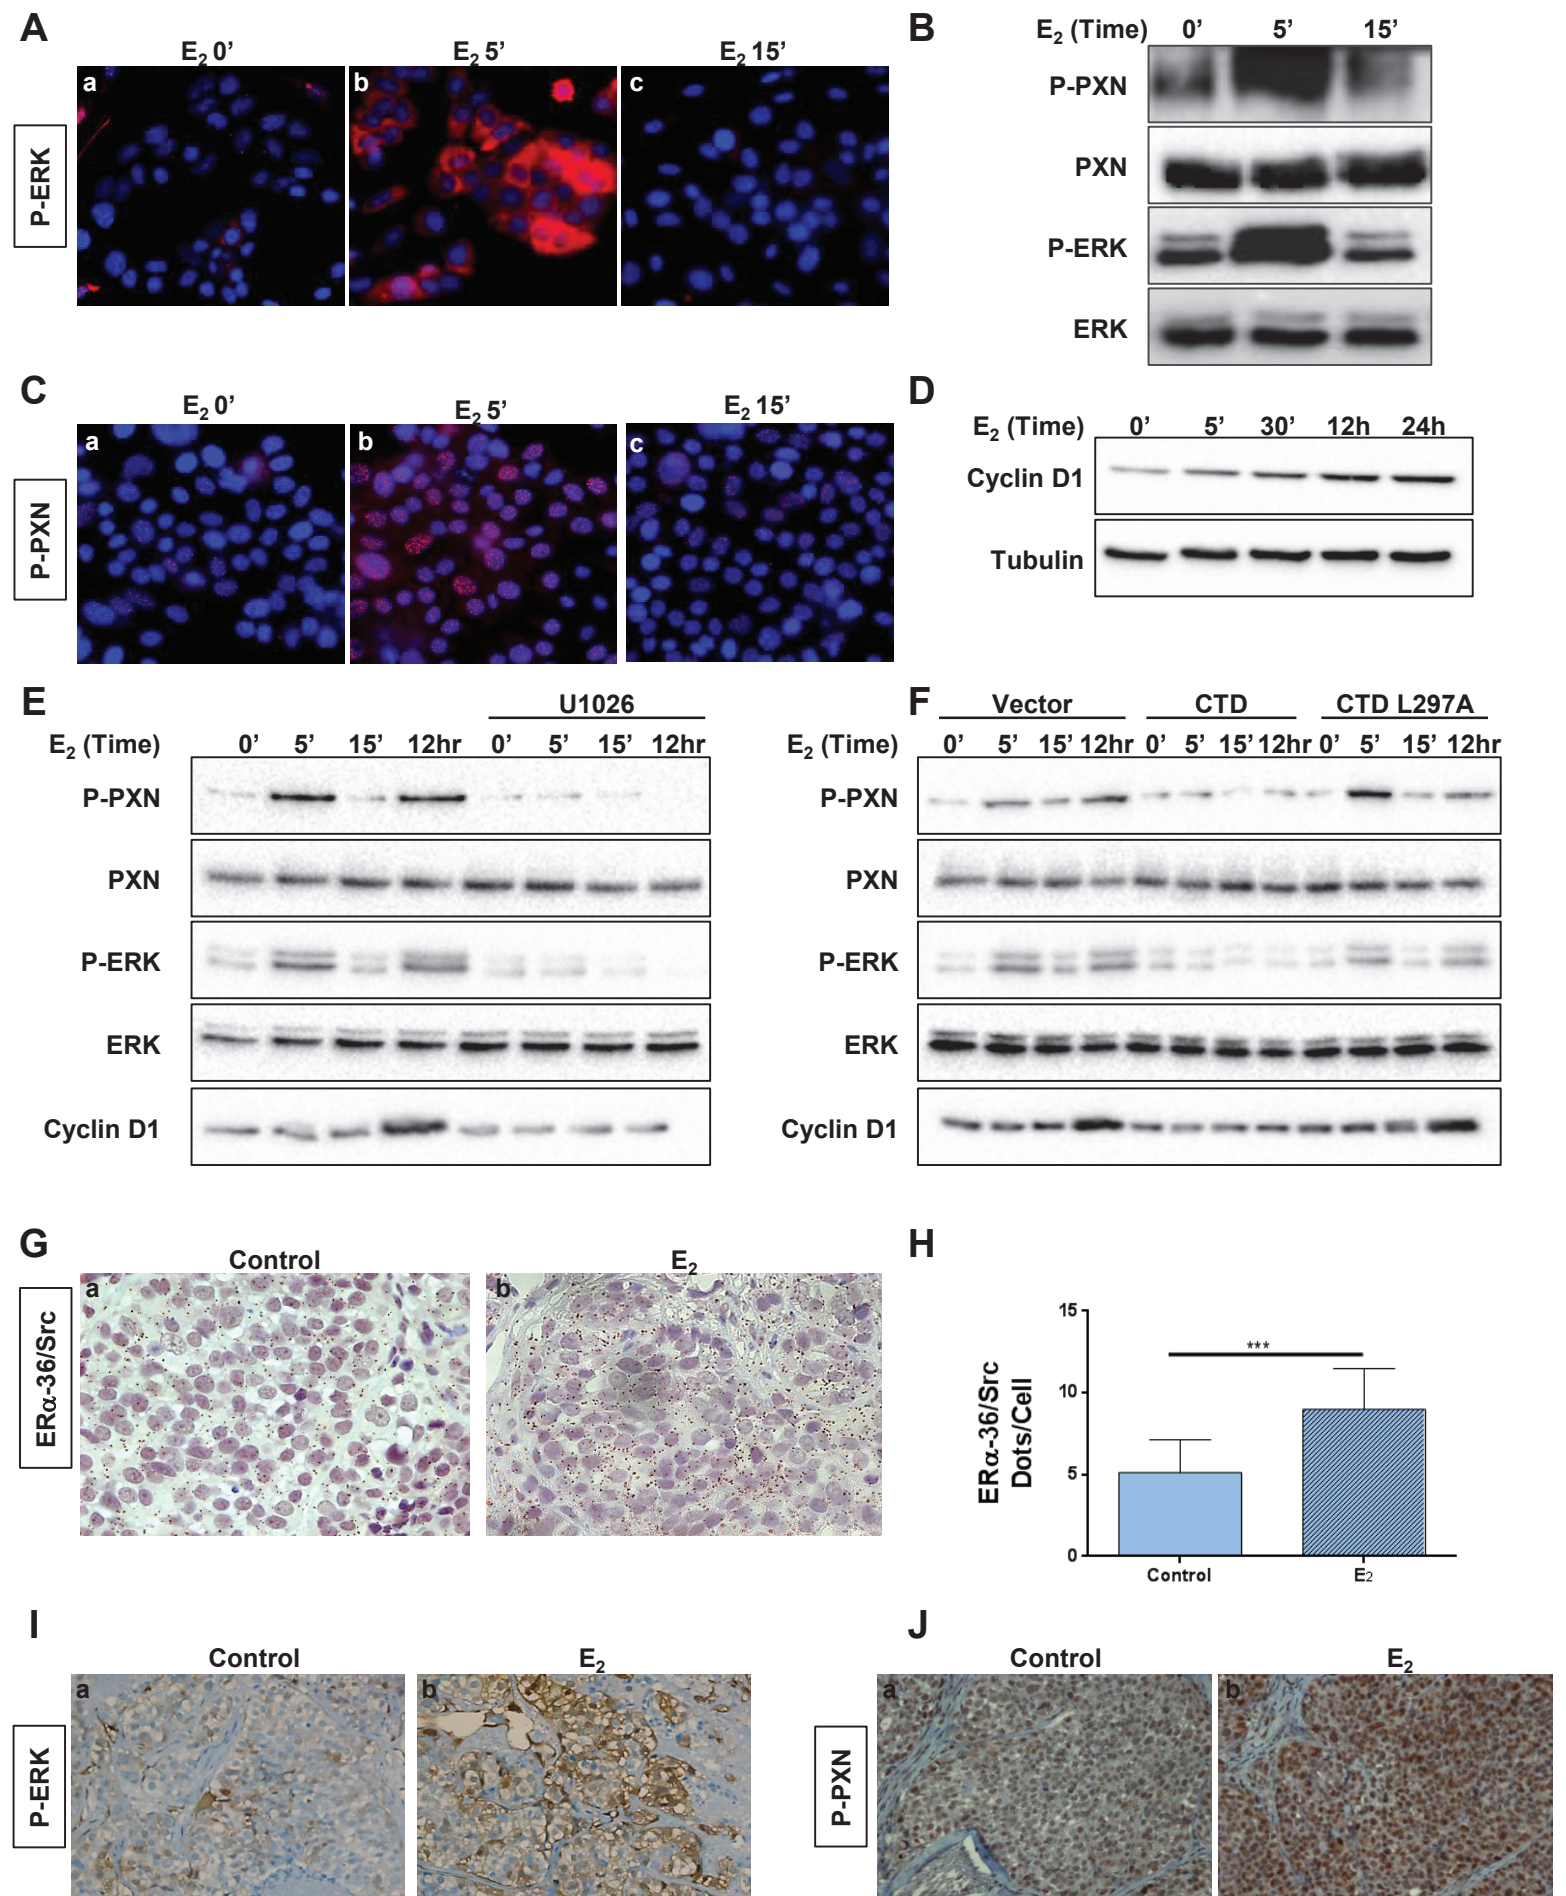 A
E2 0’
E2 5’
E2 15’
P-ERK
a
b
c
B
E2 (Time) 0’ 5’ 15’
P-PXN
PXN
P-ERK
ERK
C
E2 0’
E2 5’
E2 15’
P-PXN
a
b
c
D
E2 (Time) 0’ 5’ 30’ 12h 24h
Cyclin D1
Tubulin
E
U1026
E2 (Time) 0’ 5’ 15’ 12hr 0’ 5’ 15’ 12hr
P-PXN
PXN
P-ERK
ERK
Cyclin D1
F
Vector CTD CTD L297A
E2 (Time) 0’ 5’ 15’ 12hr 0’ 5’ 15’ 12hr 0’ 5’ 15’ 12hr
P-PXN
PXN
P-ERK
ERK
Cyclin D1
G
Control
E2
ERα-36/Src
a
b
H
ERα-36/Src
Dots/Cell
15
10
5
0
***
Control
E2
I
Control
E2
P-ERK
a
b
J
Control
E2
P-PXN
a
b